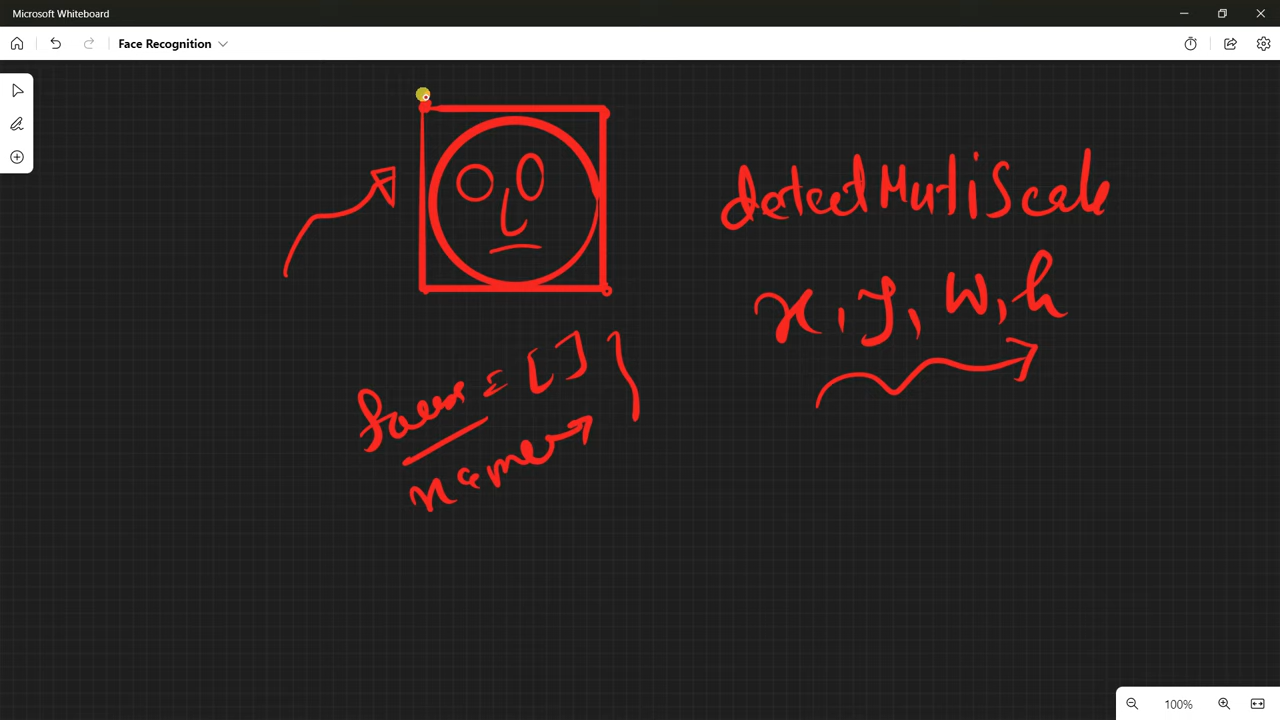 Microsoft Whiteboard
Face Recognition
detectMultiScale
x, y, w, h
faces = [ ]
names
100%